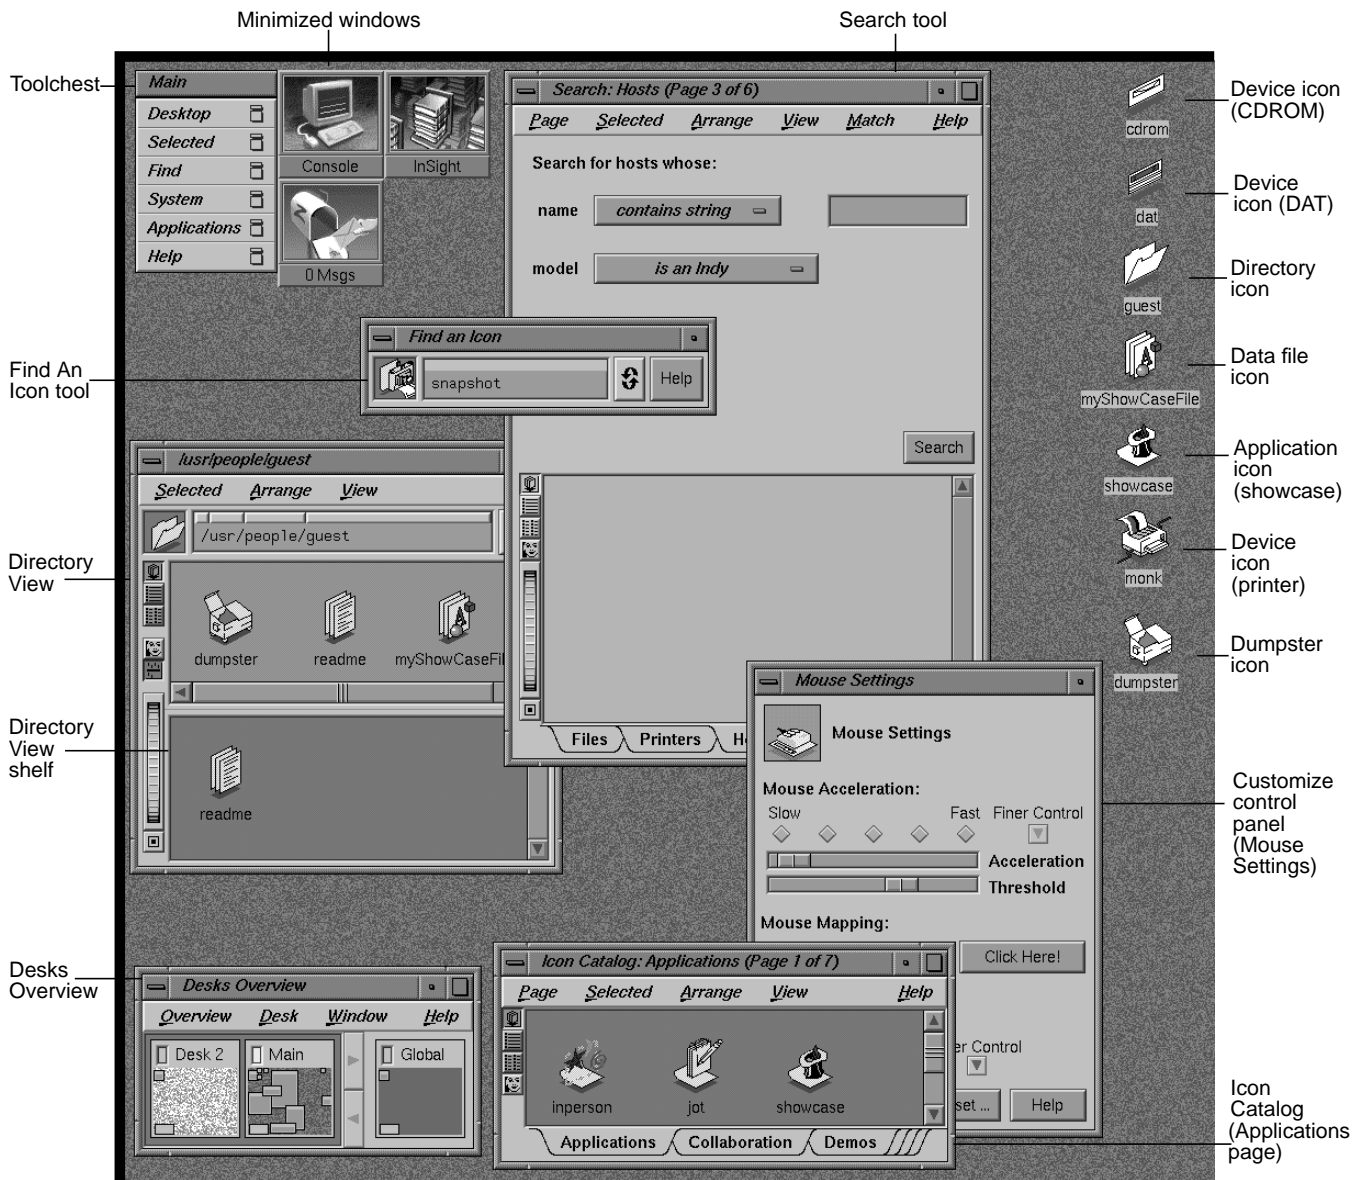 Minimized windows
Search tool
Toolchest
Main
Desktop
Selected
Find
System
Applications
Help
Console
InSight
0 Msgs
Search: Hosts (Page 3 of 6)
Page Selected Arrange View Match Help
Search for hosts whose:
name contains string
model is an Indy
Search
Files Printers
cdrom
dat
guest
myShowCaseFile
showcase
monk
dumpster
Device icon
(CDROM)
Device
icon (DAT)
Directory
icon
Data file
icon
Application
icon
(showcase)
Device
icon
(printer)
Dumpster
icon
Find An
Icon tool
Find an Icon
snapshot
Help
/usr/people/guest
Selected Arrange View
/usr/people/guest
dumpster readme myShowCaseFil
readme
Directory
View
Directory
View
shelf
Mouse Settings
Mouse Settings
Mouse Acceleration:
Slow Fast Finer Control
Acceleration
Threshold
Mouse Mapping:
Click Here!
er Control
set ... Help
Customize
control
panel
(Mouse
Settings)
Desks
Overview
Desks Overview
Overview Desk Window Help
Desk 2 Main Global
Icon Catalog: Applications (Page 1 of 7)
Page Selected Arrange View Help
inperson jot showcase
Applications Collaboration Demos
Icon
Catalog
(Applications
page)